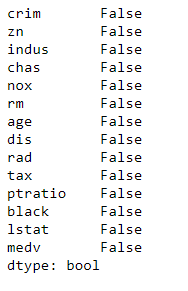 crim False
zn False
indus False
chas False
nox False
rm False
age False
dis False
rad False
tax False
ptratio False
black False
lstat False
medv False
dtype: bool